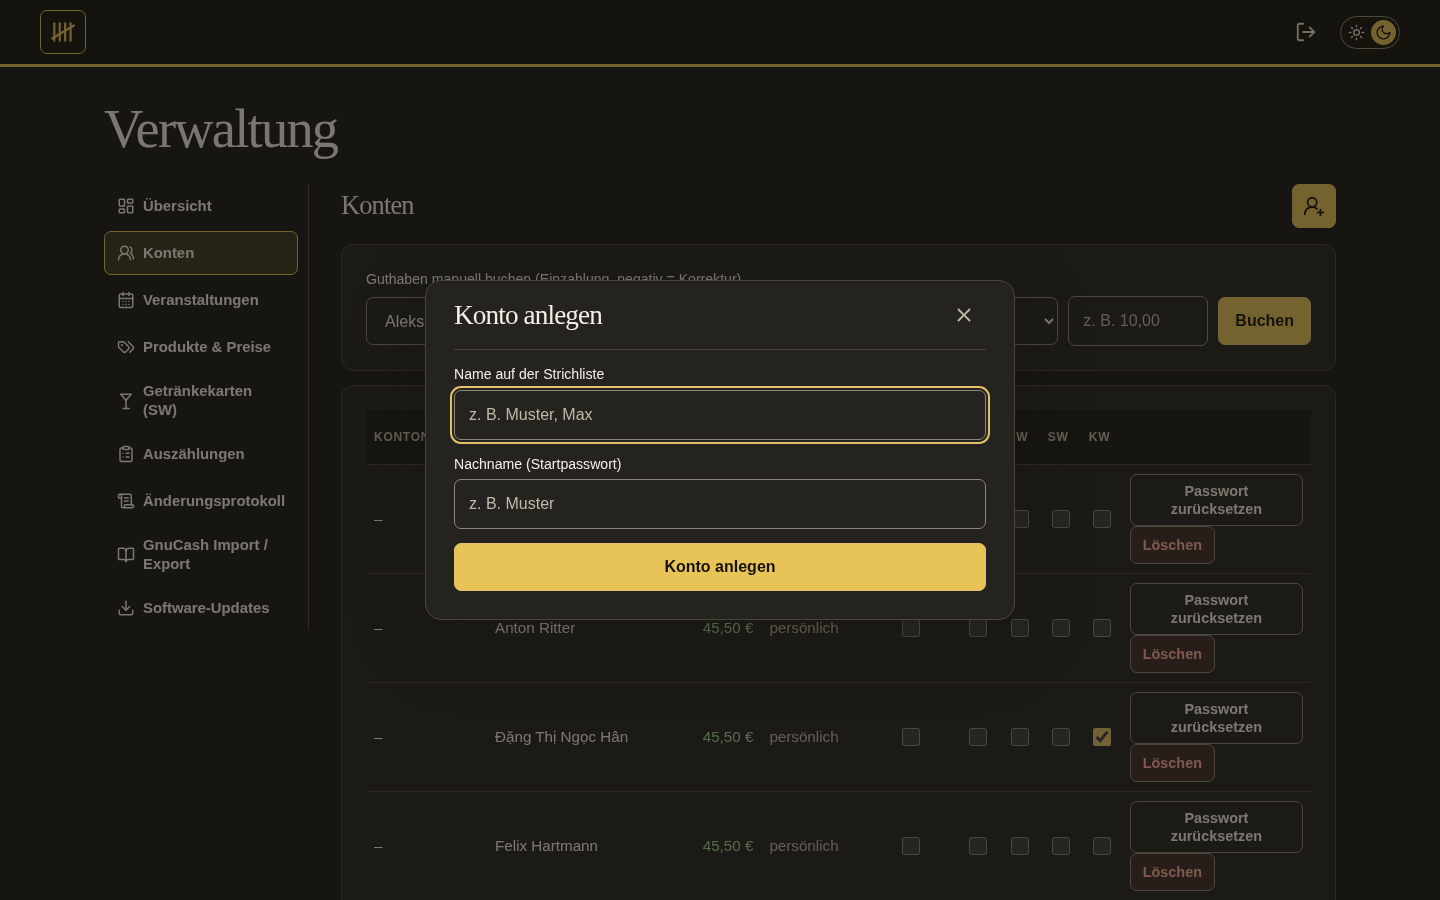 Verwaltung
Übersicht
Konten
Veranstaltungen
Produkte & Preise
Getränkekarten
(SW)
Auszählungen
Änderungsprotokoll
GnuCash Import /
Export
Software-Updates
Konten
Guthaben manuell buchen (Einzahlung, negativ = Korrektur)
Aleks
z. B. 10,00
Buchen
Konto anlegen
Name auf der Strichliste
z. B. Muster, Max
Nachname (Startpasswort)
z. B. Muster
Konto anlegen
SW
KW
–
Passwort
zurücksetzen
Löschen
–
Anton Ritter
45,50 €
persönlich
Passwort
zurücksetzen
Löschen
–
Đặng Thị Ngọc Hân
45,50 €
persönlich
Passwort
zurücksetzen
Löschen
–
Felix Hartmann
45,50 €
persönlich
Passwort
zurücksetzen
Löschen